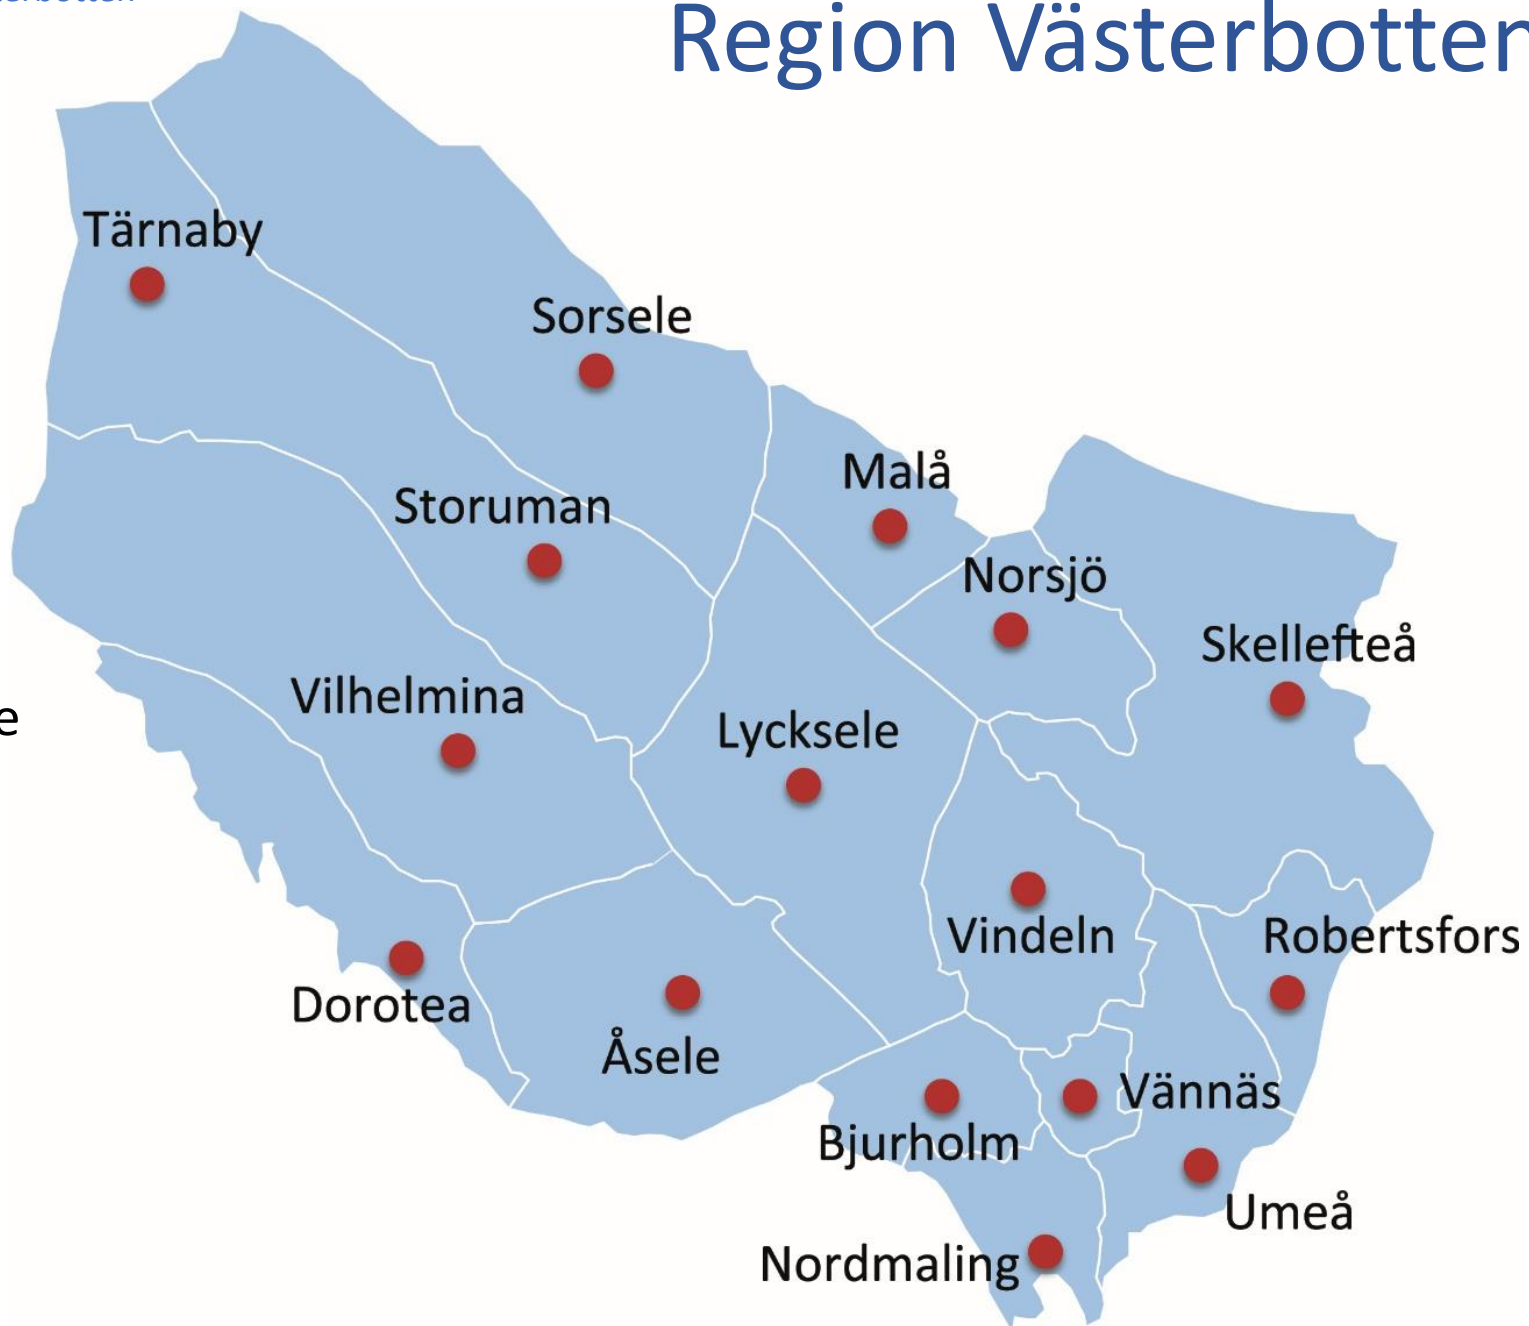 Region Västerbotten
Tärnaby
Sorsele
Malå
Storuman
Norsjö
Skellefteå
Vilhelmina
e
Lycksele
Vindeln
Robertsfors
Dorotea
Åsele
Vännäs
Bjurholm
Umeå
Nordmaling